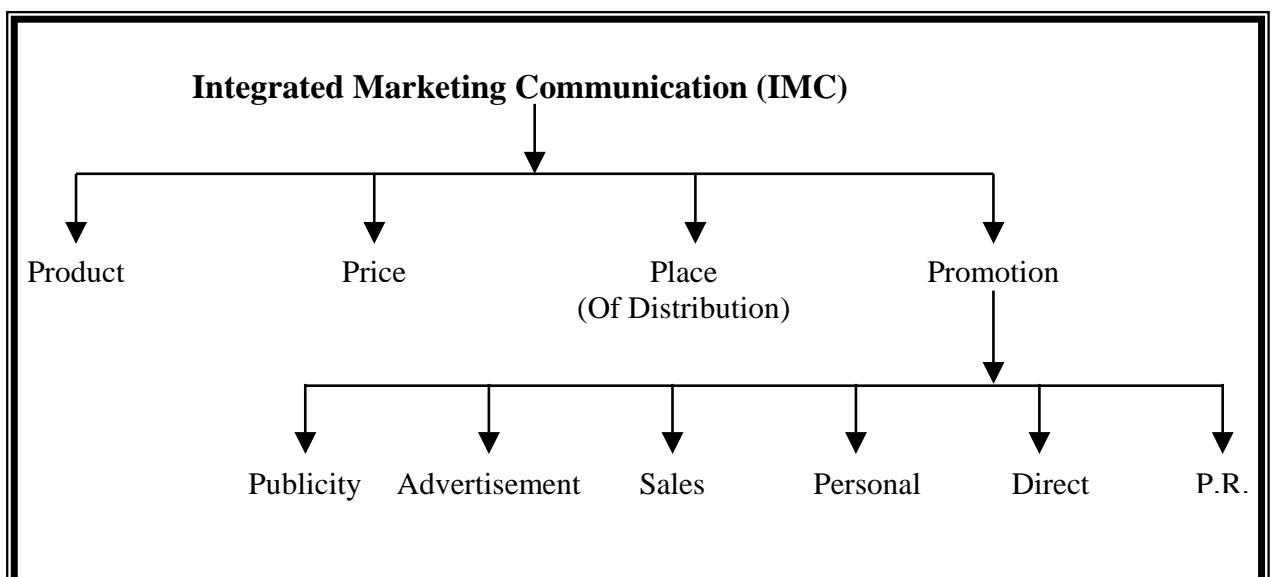 Integrated Marketing Communication (IMC)
Product Price Place Promotion
(Of Distribution)
Publicity Advertisement Sales Personal Direct P.R.